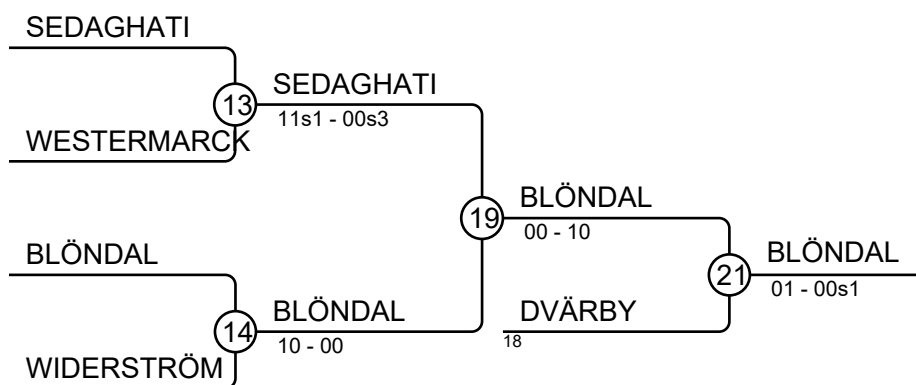 SEDAGHATI
13
SEDAGHATI
11s1 - 00s3
WESTERMARCK
19
BLÖNDAL
00 - 10
BLÖNDAL
21
BLÖNDAL
01 - 00s1
14
BLÖNDAL
10 - 00
DVÄRBY
18
WIDERSTRÖM